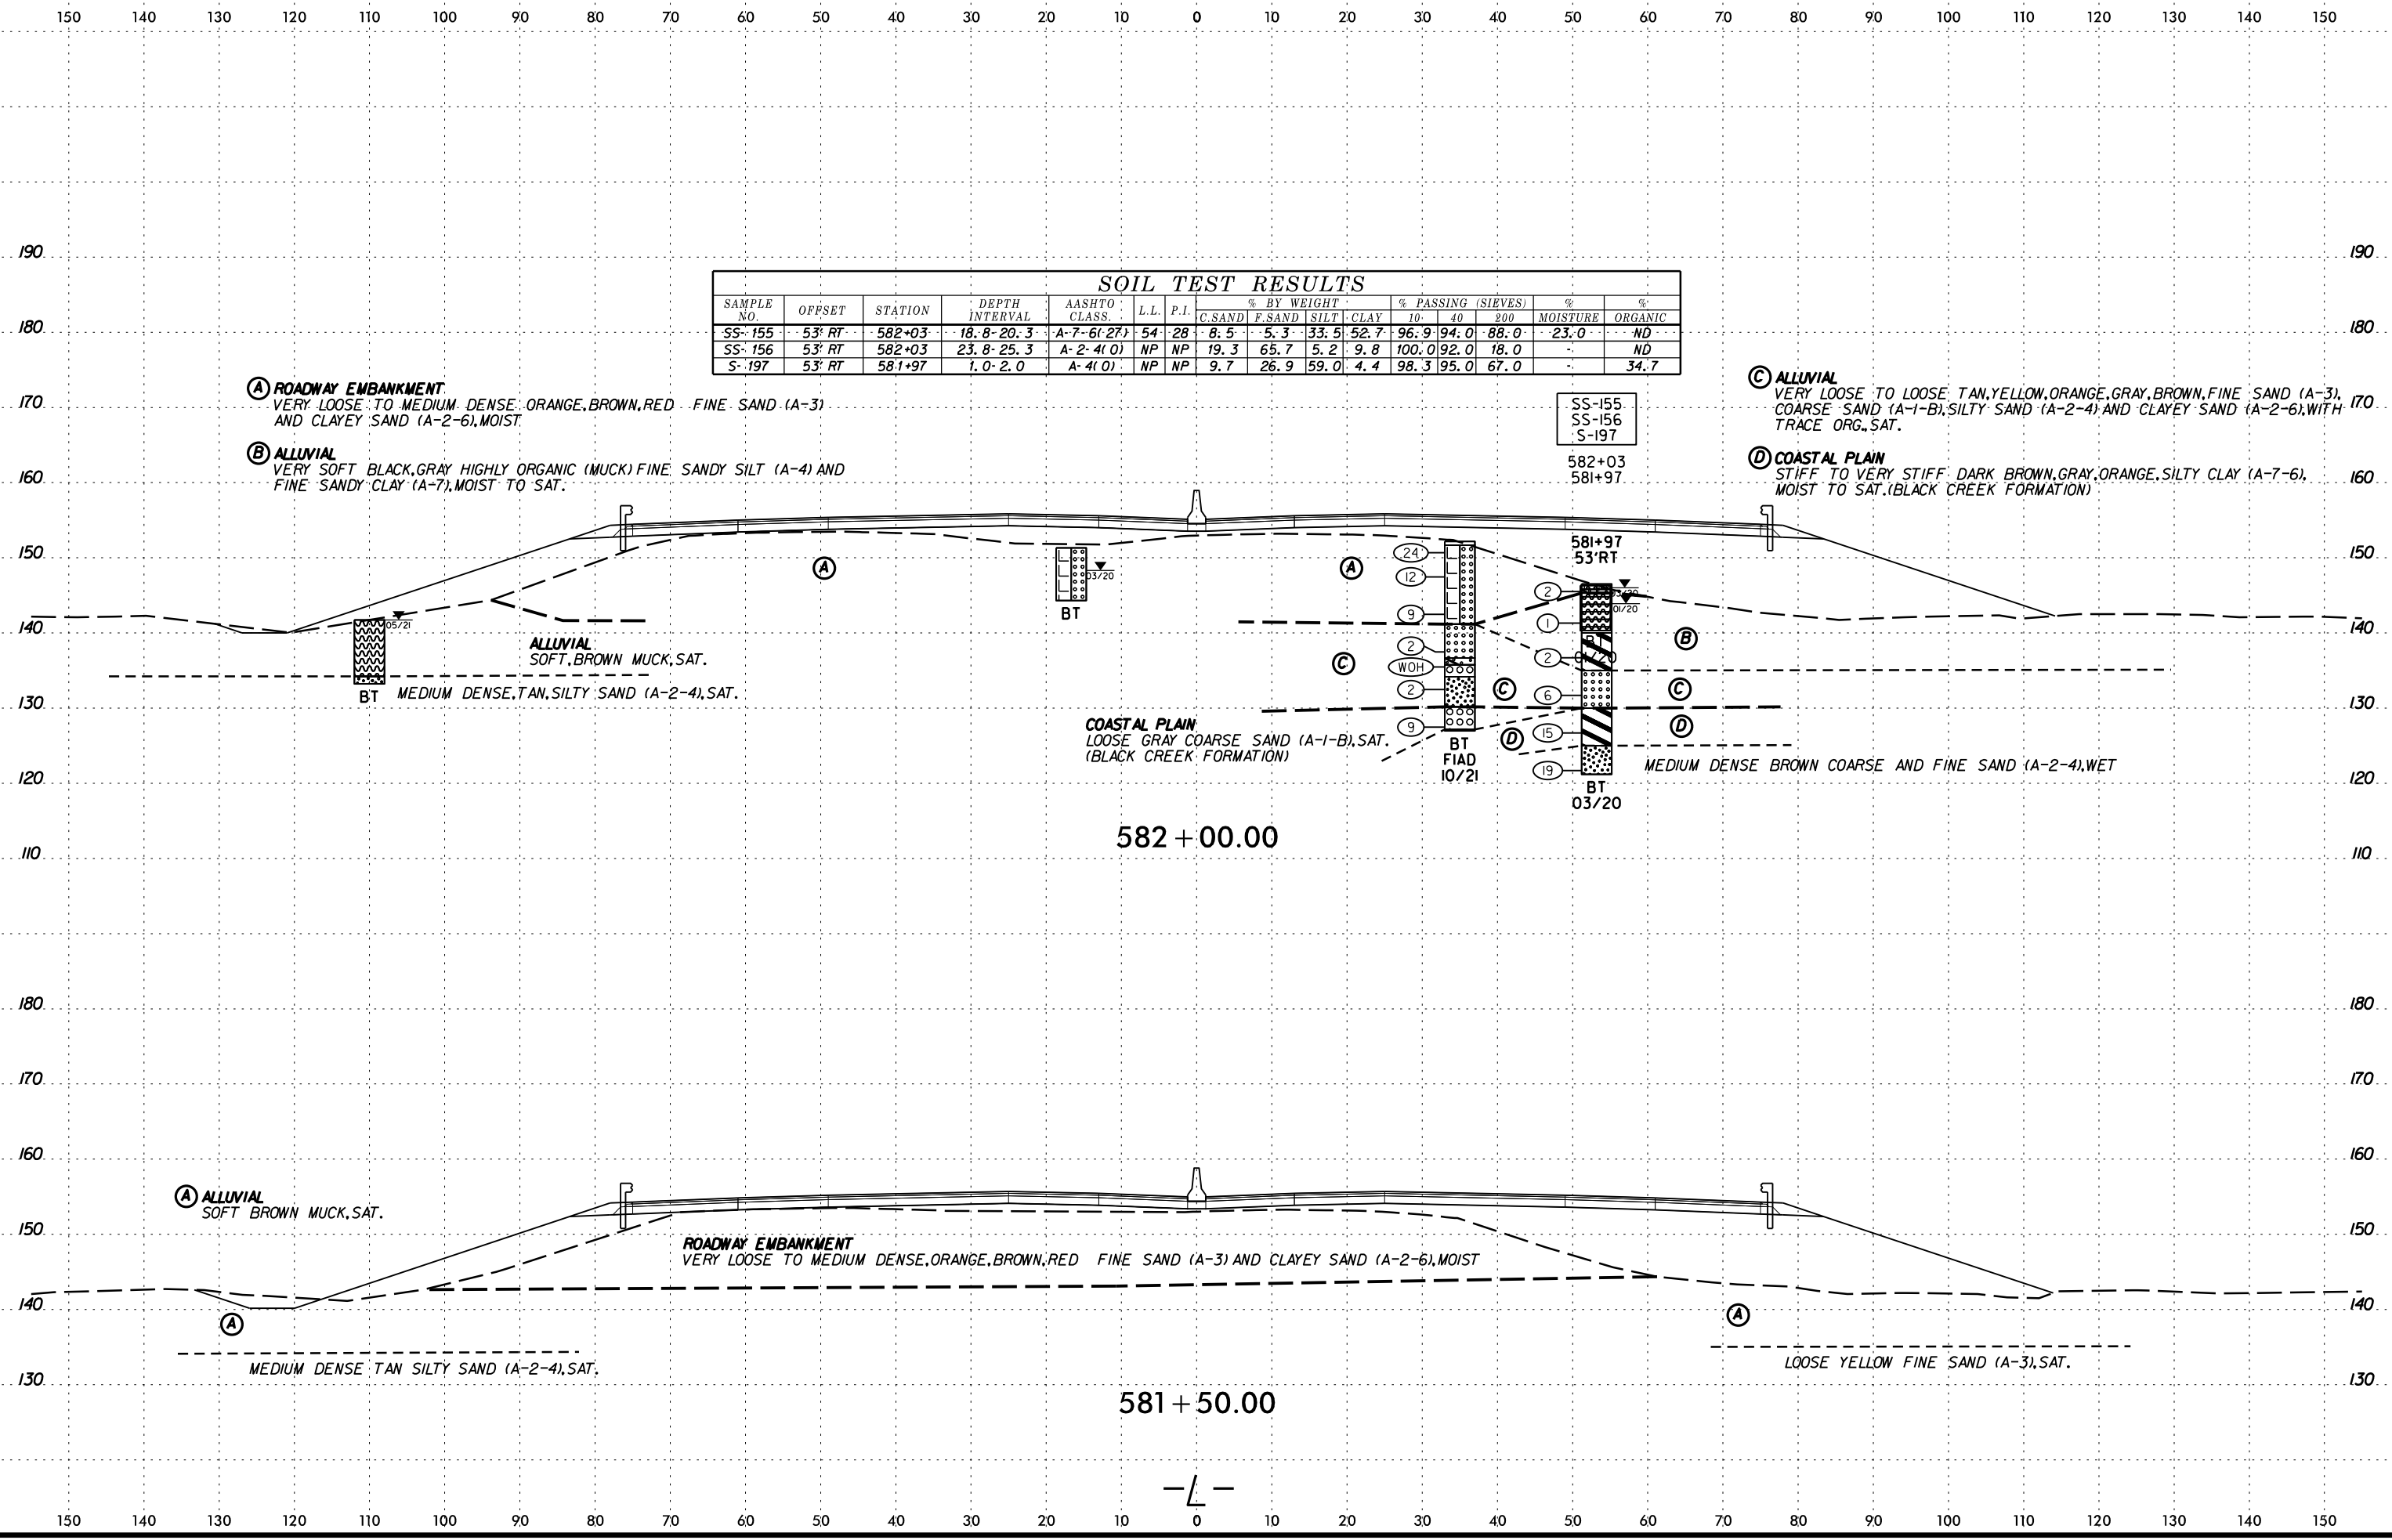 150 140 130 120 110 100 90 80 70 60 50 40 30 20 10 0 10 20 30 40 50 60 70 80 90 100 110 120 130 140 150
190 190
SOIL TEST RESULTS
SAMPLE NO. OFFSET STATION DEPTH INTERVAL AASHTO CLASS. L.L. P.I. % BY WEIGHT C.SAND F.SAND SILT CLAY % PASSING (SIEVES) 10 40 200 % MOISTURE % ORGANIC
SS-155 53' RT 582+03 18.8-20.3 A-7-6(27) 54 28 8.5 5.3 33.5 52.7 96.9 94.0 88.0 23.0 ND
SS-156 53' RT 582+03 23.8-25.3 A-2-4(0) NP NP 19.3 65.7 5.2 9.8 100.0 92.0 18.0 - ND
S-197 53' RT 581+97 1.0-2.0 A-4(0) NP NP 9.7 26.9 59.0 4.4 98.3 95.0 67.0 - 34.7
180 180
A ROADWAY EMBANKMENT
VERY LOOSE TO MEDIUM DENSE ORANGE,BROWN,RED FINE SAND (A-3)
AND CLAYEY SAND (A-2-6),MOIST
B ALLUVIAL
VERY SOFT BLACK,GRAY HIGHLY ORGANIC (MUCK) FINE SANDY SILT (A-4) AND
FINE SANDY CLAY (A-7),MOIST TO SAT.
SS-155
SS-156
S-197
582+03
581+97
C ALLUVIAL
VERY LOOSE TO LOOSE TAN,YELLOW,ORANGE,GRAY,BROWN,FINE SAND (A-3),
COARSE SAND (A-1-B),SILTY SAND (A-2-4) AND CLAYEY SAND (A-2-6),WITH
TRACE ORG.,SAT.
D COASTAL PLAIN
STIFF TO VERY STIFF DARK BROWN,GRAY,ORANGE,SILTY CLAY (A-7-6),
MOIST TO SAT.(BLACK CREEK FORMATION)
170 170
160 160
150 150
581+97
53'RT
A
03/20
BT
A
24
12
9
2
WOH
2
9
2
1
2
6
15
19
03/20
01/20
BT
01/20
05/21
140 140
ALLUVIAL
SOFT,BROWN MUCK,SAT.
B
C
C
C
BT
MEDIUM DENSE,TAN,SILTY SAND (A-2-4),SAT.
130 130
COASTAL PLAIN
LOOSE GRAY COARSE SAND (A-1-B),SAT.
(BLACK CREEK FORMATION)
D
D
BT
FIAD
10/21
MEDIUM DENSE BROWN COARSE AND FINE SAND (A-2-4),WET
120 120
BT
03/20
582+00.00
110 110
180 180
170 170
160 160
A ALLUVIAL
SOFT BROWN MUCK,SAT.
150 150
ROADWAY EMBANKMENT
VERY LOOSE TO MEDIUM DENSE,ORANGE,BROWN,RED FINE SAND (A-3) AND CLAYEY SAND (A-2-6),MOIST
140 140
A
A
MEDIUM DENSE TAN SILTY SAND (A-2-4),SAT.
LOOSE YELLOW FINE SAND (A-3),SAT.
130 130
581+50.00
-L-
150 140 130 120 110 100 90 80 70 60 50 40 30 20 10 0 10 20 30 40 50 60 70 80 90 100 110 120 130 140 150